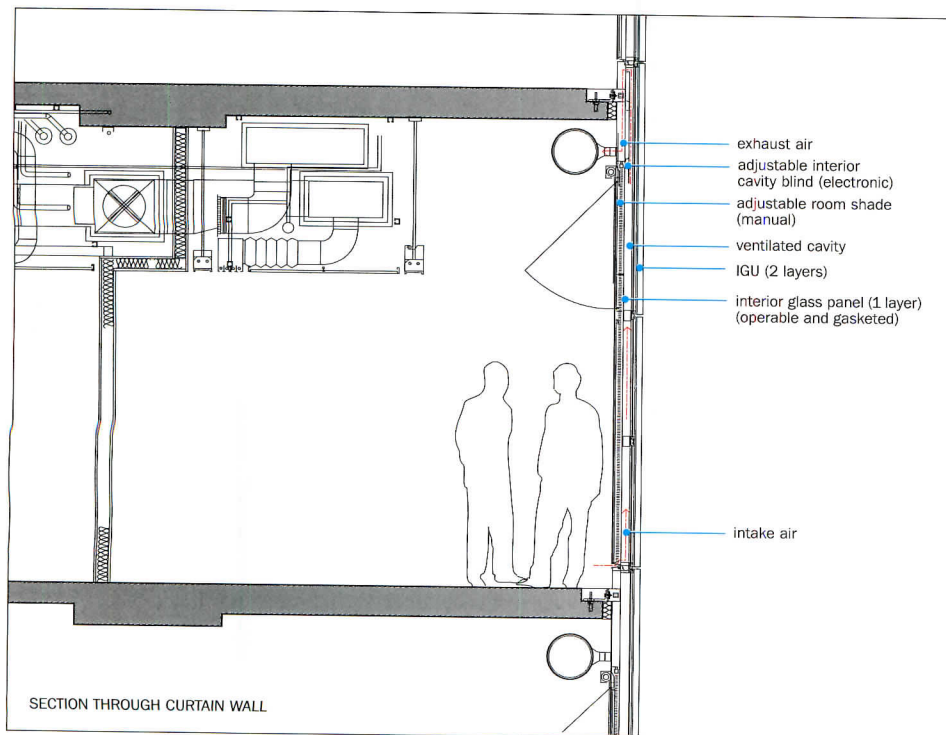 exhaust air
adjustable interior
cavity blind (electronic)
adjustable room shade
(manual)
ventilated cavity
IGU (2 layers)
interior glass panel (1 layer)
(operable and gasketed)
intake air
SECTION THROUGH CURTAIN WALL